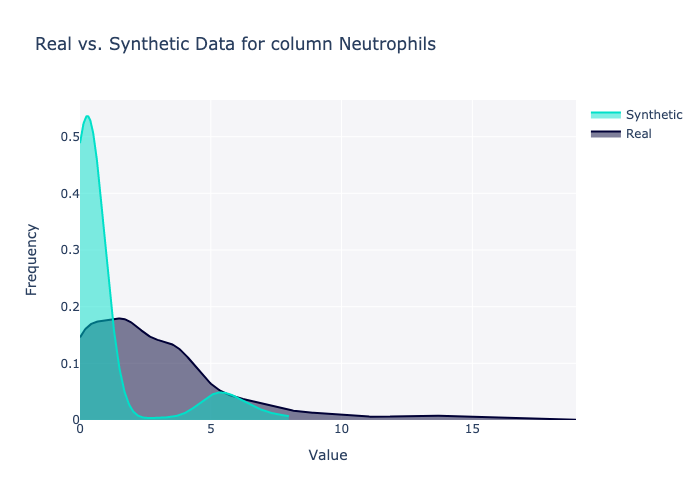 Real vs. Synthetic Data for column Neutrophils
Synthetic
Real
Frequency
0.5
0.4
0.3
0.2
0.1
0
0 5 10 15
Value